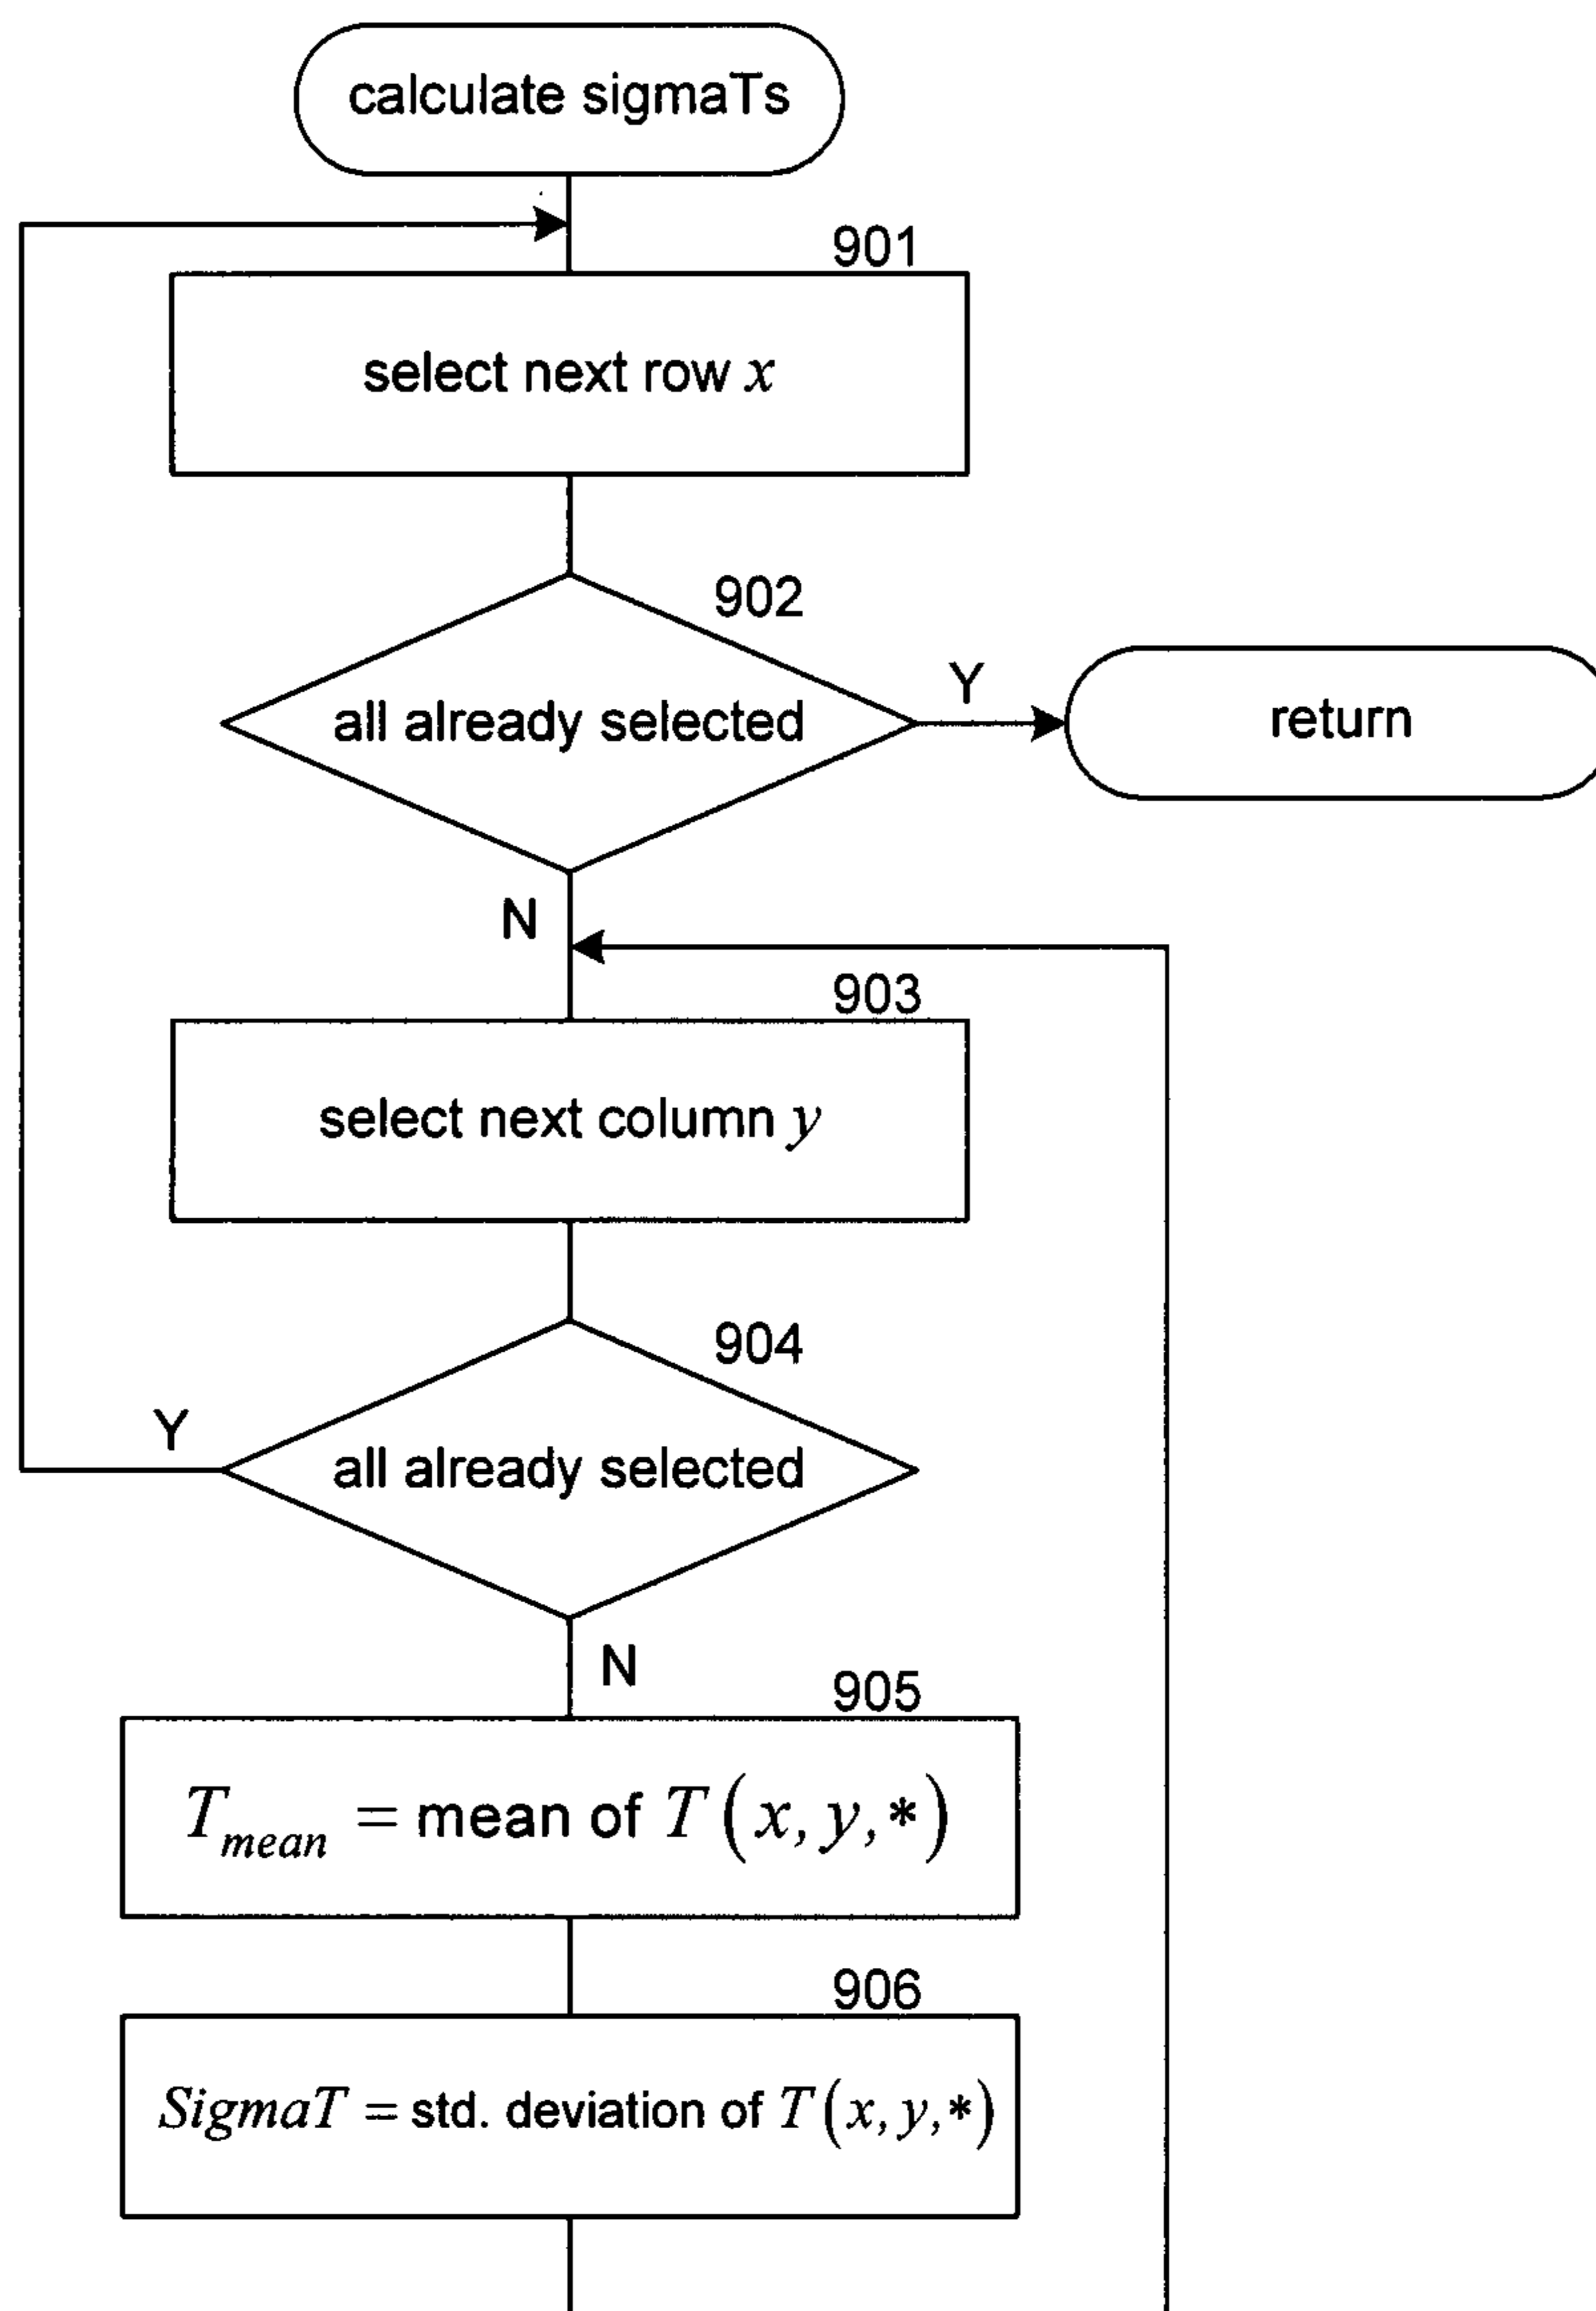 calculate sigmaTs
901
select next row x
902
all already selected
Y
return
N
903
select next column y
904
all already selected
Y
N
905
T_mean = mean of T(x, y, *)
906
SigmaT = std. deviation of T(x, y, *)